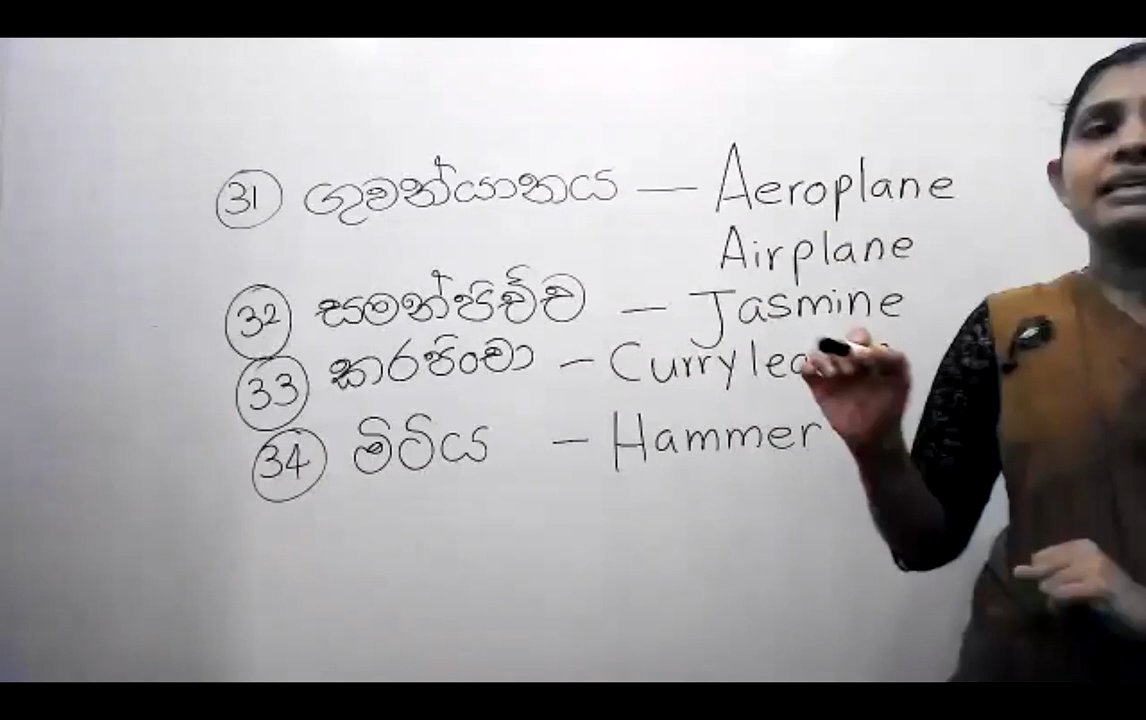 31 ගුවන්යානය — Aeroplane
Airplane
32 සමන්පිච්ච — Jasmine
33 කරපිංචා – Curry
34 මිටිය – Hammer